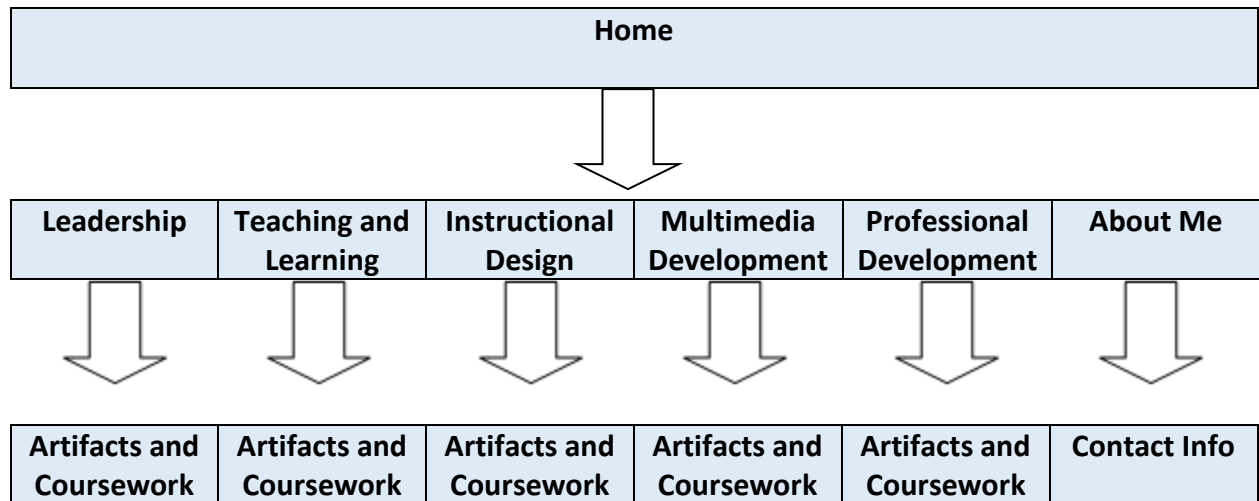 Home
Leadership
Teaching and
Learning
Instructional
Design
Multimedia
Development
Professional
Development
About Me
Artifacts and
Coursework
Artifacts and
Coursework
Artifacts and
Coursework
Artifacts and
Coursework
Artifacts and
Coursework
Contact Info